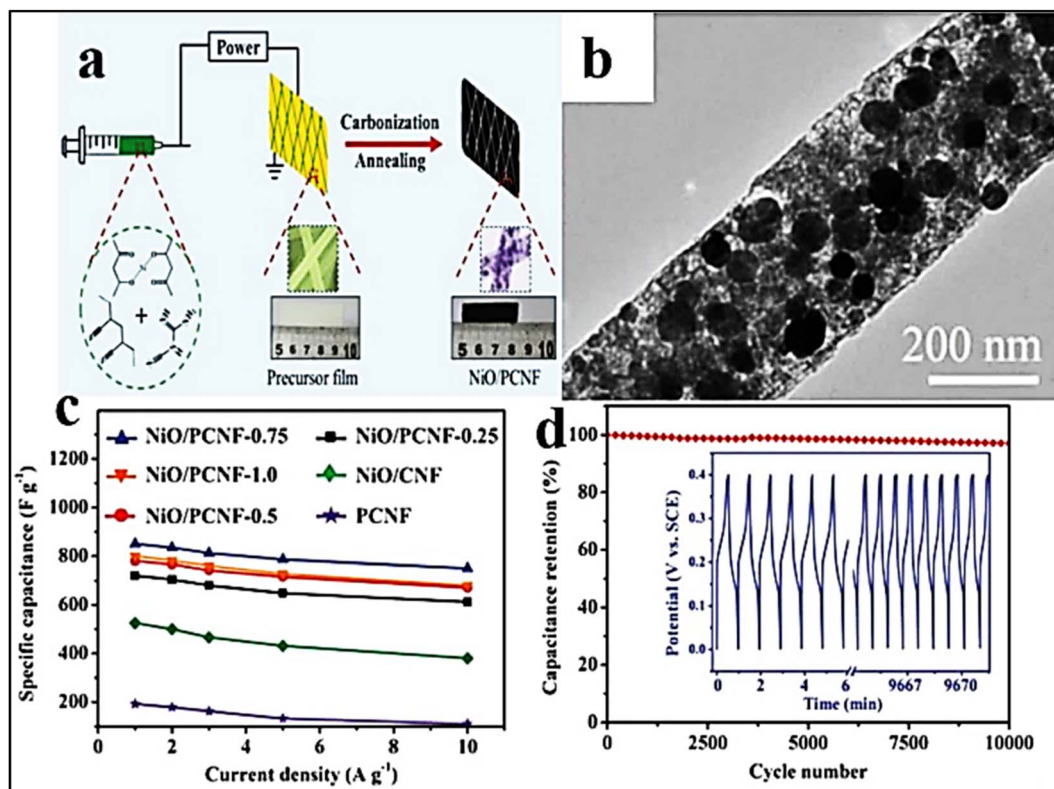 a
Power
Carbonization
Annealing
+
5 6 7 8 9 10
Precursor film
5 6 7 8 9 10
NiO/PCNF
b
200 nm
c
NiO/PCNF-0.75
NiO/PCNF-0.25
NiO/PCNF-1.0
NiO/CNF
NiO/PCNF-0.5
PCNF
Specific capacitance (F g⁻¹)
1200
1000
800
600
400
200
0 2 4 6 8 10
Current density (A g⁻¹)
d
Capacitance retention (%)
100
80
60
40
20
0
0 2500 5000 7500 10000
Cycle number
Potential (V vs. SCE)
0.4
0.3
0.2
0.1
0.0
0 2 4 6 9667 9670
Time (min)